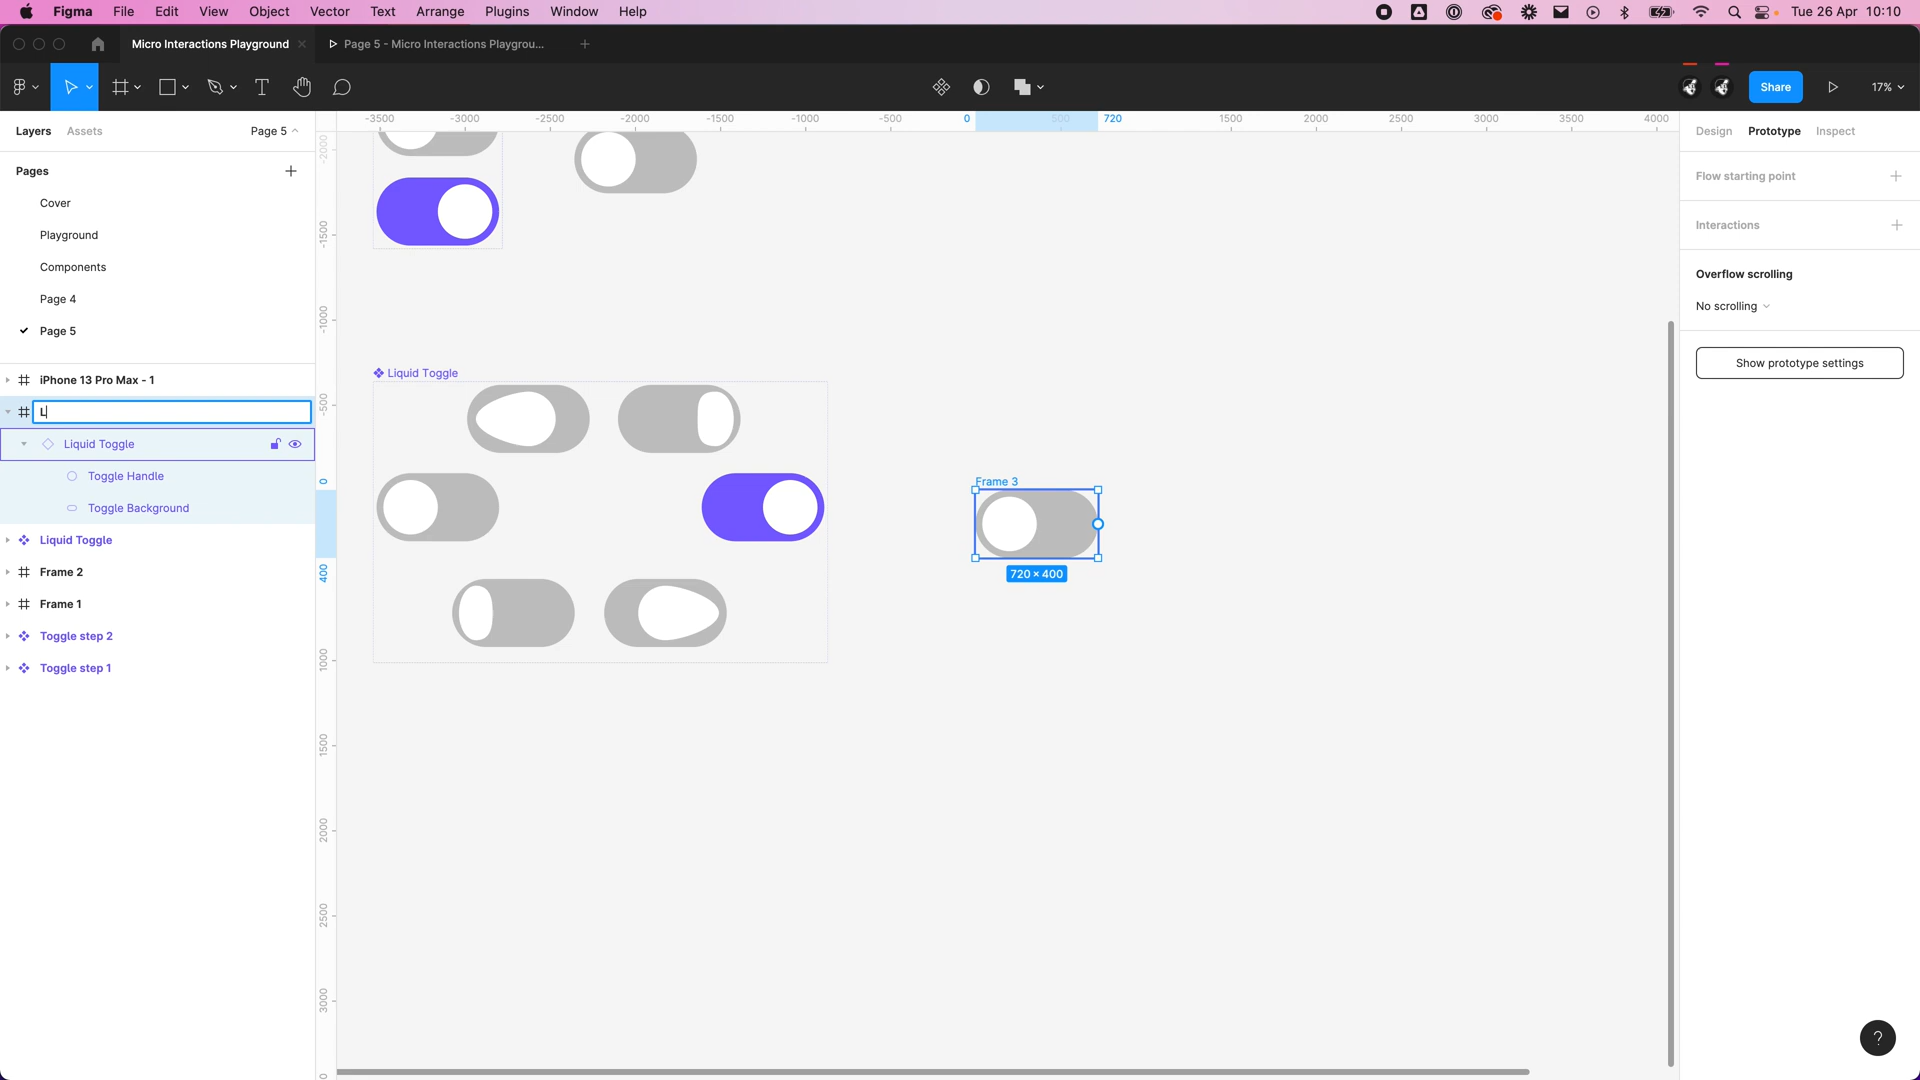 Figma File Edit View Object Vector Text Arrange Plugins Window Help Tue 26 Apr 10:10
Micro Interactions Playground Page 5 - Micro Interactions Playgrou...
Share 17%
Layers Assets Page 5
-3500 -3000 -2500 -2000 -1500 -1000 -500 0 500 720 1500 2000 2500 3000 3500 4000
Design Prototype Inspect
Pages
Cover
Playground
Components
Page 4
Page 5
iPhone 13 Pro Max - 1
L
Liquid Toggle
Toggle Handle
Toggle Background
Liquid Toggle
Frame 2
Frame 1
Toggle step 2
Toggle step 1
-2000
-1500
-1000
-500
0
400
1000
1500
2000
2500
3000
0
Liquid Toggle
Frame 3
720 × 400
Flow starting point
Interactions
Overflow scrolling
No scrolling
Show prototype settings
?